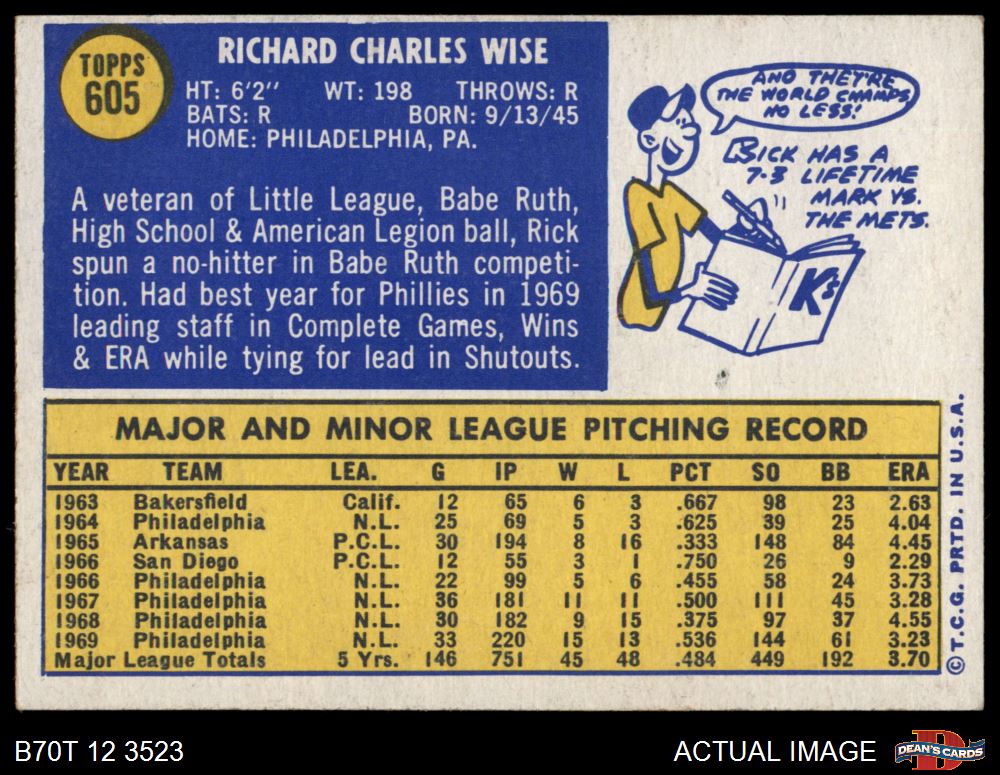 TOPPS
605
RICHARD CHARLES WISE
HT: 6'2" WT: 198 THROWS: R
BATS: R BORN: 9/13/45
HOME: PHILADELPHIA, PA.
A veteran of Little League, Babe Ruth,
High School & American Legion ball, Rick
spun a no-hitter in Babe Ruth competi-
tion. Had best year for Phillies in 1969
leading staff in Complete Games, Wins
& ERA while tying for lead in Shutouts.
AND THEY'RE
THE WORLD CHAMPS,
NO LESS!
RICK HAS A
7-3 LIFETIME
MARK VS.
THE METS.
K's
MAJOR AND MINOR LEAGUE PITCHING RECORD
YEAR TEAM LEA. G IP W L PCT SO BB ERA
1963 Bakersfield Calif. 12 65 6 3 .667 98 23 2.63
1964 Philadelphia N.L. 25 69 5 3 .625 39 25 4.04
1965 Arkansas P.C.L. 30 194 8 16 .333 148 84 4.45
1966 San Diego P.C.L. 12 55 3 1 .750 26 9 2.29
1966 Philadelphia N.L. 22 99 5 6 .455 58 24 3.73
1967 Philadelphia N.L. 36 181 11 11 .500 111 45 3.28
1968 Philadelphia N.L. 30 182 9 15 .375 97 37 4.55
1969 Philadelphia N.L. 33 220 15 13 .536 144 61 3.23
Major League Totals 5 Yrs. 146 751 45 48 .484 449 192 3.70
©T.C.G. PRTD. IN U.S.A.
B70T 12 3523
ACTUAL IMAGE
DEAN'S CARDS